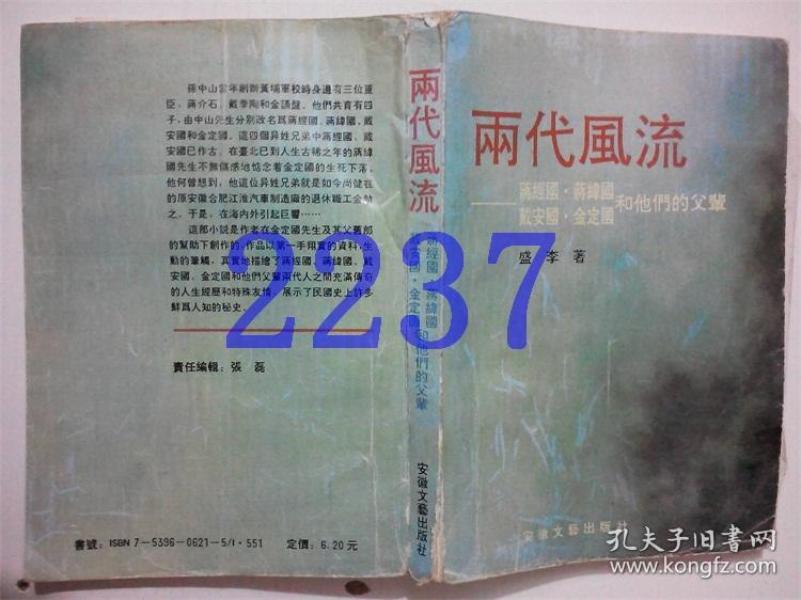 孫中山當年創辦黃埔軍校時身邊有三位重
臣，蔣介石、戴季陶和金誦盤。他們共育有四
子，由中山先生分别改名爲蔣經國、蔣緯國、戴
安國和金定國。這四個异姓兄弟中蔣經國、戴
安國已作古，在臺北已到人生古稀之年的蔣緯
國先生不無傷感地惦念着金定國的生死下落。
他何曾想到，他這位异姓兄弟就是如今尚健在
的原安徽合肥江淮汽車制造廠的退休職工金勉
之，于是，在海内外引起巨響……
這部小説是作者在金定國先生及其父舊部
的幫助下創作的，作品以第一手翔實的資料，生
動的筆觸，真實地描繪了蔣經國、蔣緯國、戴
安國、金定國和他們父輩兩代人之間充滿傳奇
的人生經歷和特殊友情，展示了民國史上許多
鮮爲人知的秘史。
責任編輯：張 磊
書號：ISBN 7-5396-0621-5/I·551 定價：6.20元
兩代風流
蔣經國·蔣緯國
戴安國·金定國
和他們的父輩
安徽文藝出版社
兩代風流
蔣經國·蔣緯國
戴安國·金定國
和他們的父輩
盛 李 著
安徽文藝出版社
2237
孔夫子旧书网
www.kongfz.com